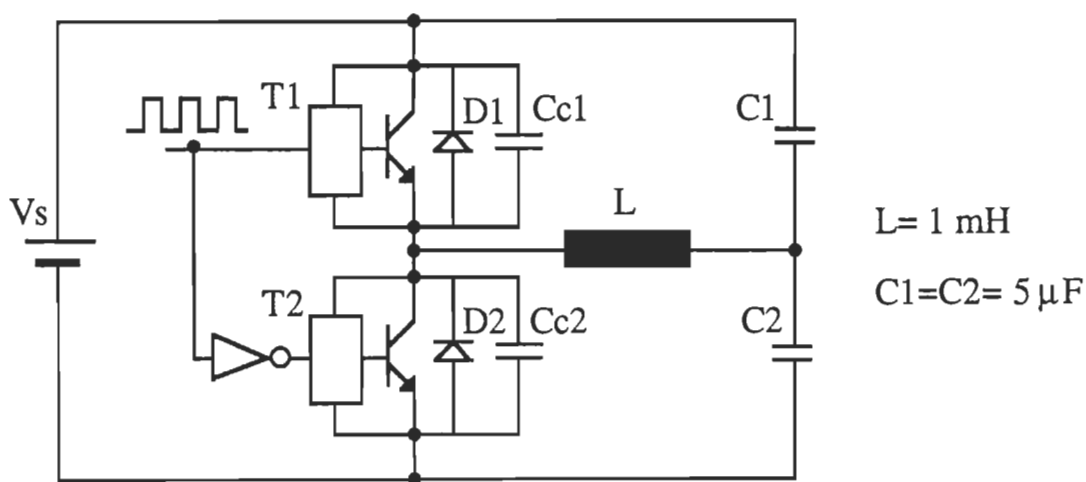 T1
D1
Cc1
C1
Vs
L
L= 1 mH
C1=C2= 5 μF
T2
D2
Cc2
C2